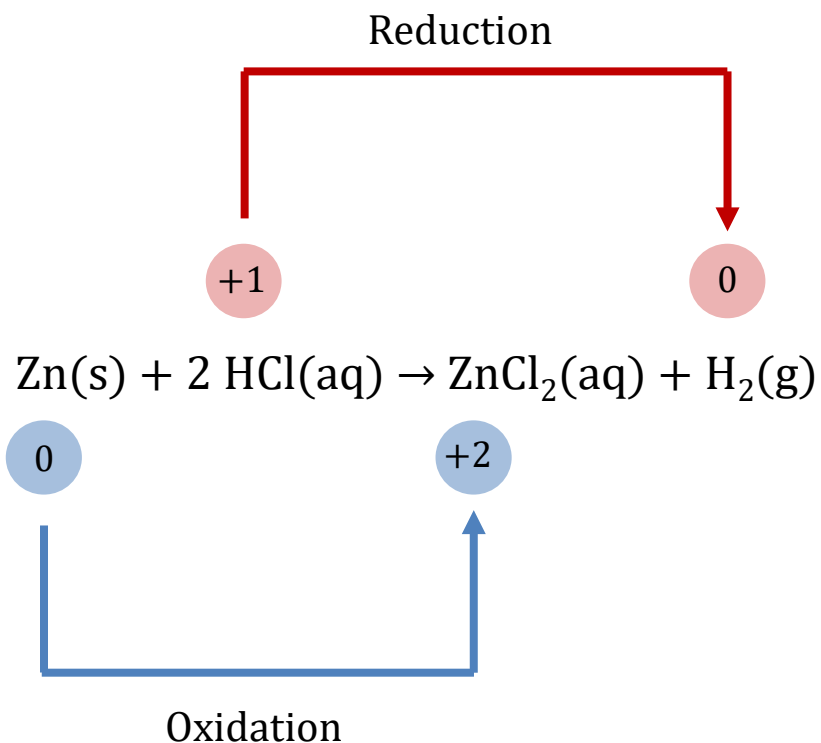 Reduction
+1 0
Zn(s) + 2 HCl(aq) → ZnCl₂(aq) + H₂(g)
0 +2
Oxidation